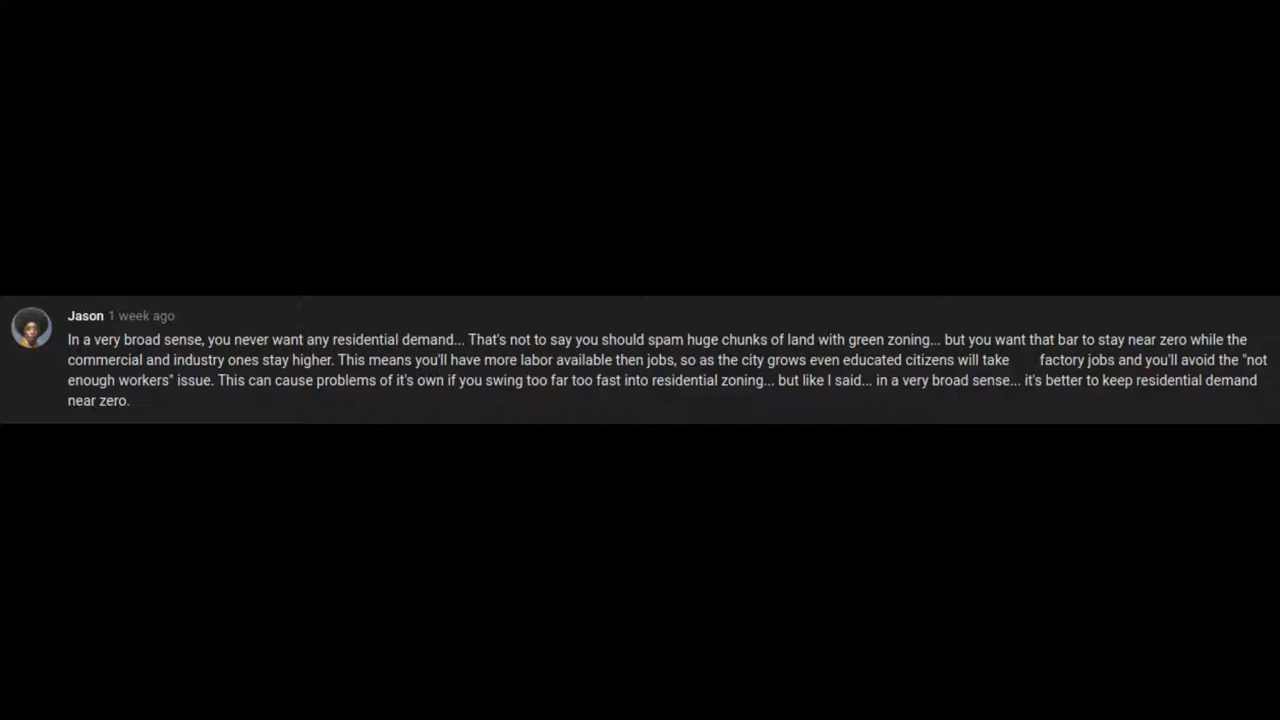 Jason 1 week ago
In a very broad sense, you never want any residential demand... That's not to say you should spam huge chunks of land with green zoning... but you want that bar to stay near zero while the
commercial and industry ones stay higher. This means you'll have more labor available then jobs, so as the city grows even educated citizens will take factory jobs and you'll avoid the "not
enough workers" issue. This can cause problems of it's own if you swing too far too fast into residential zoning... but like I said... in a very broad sense... it's better to keep residential demand
near zero.